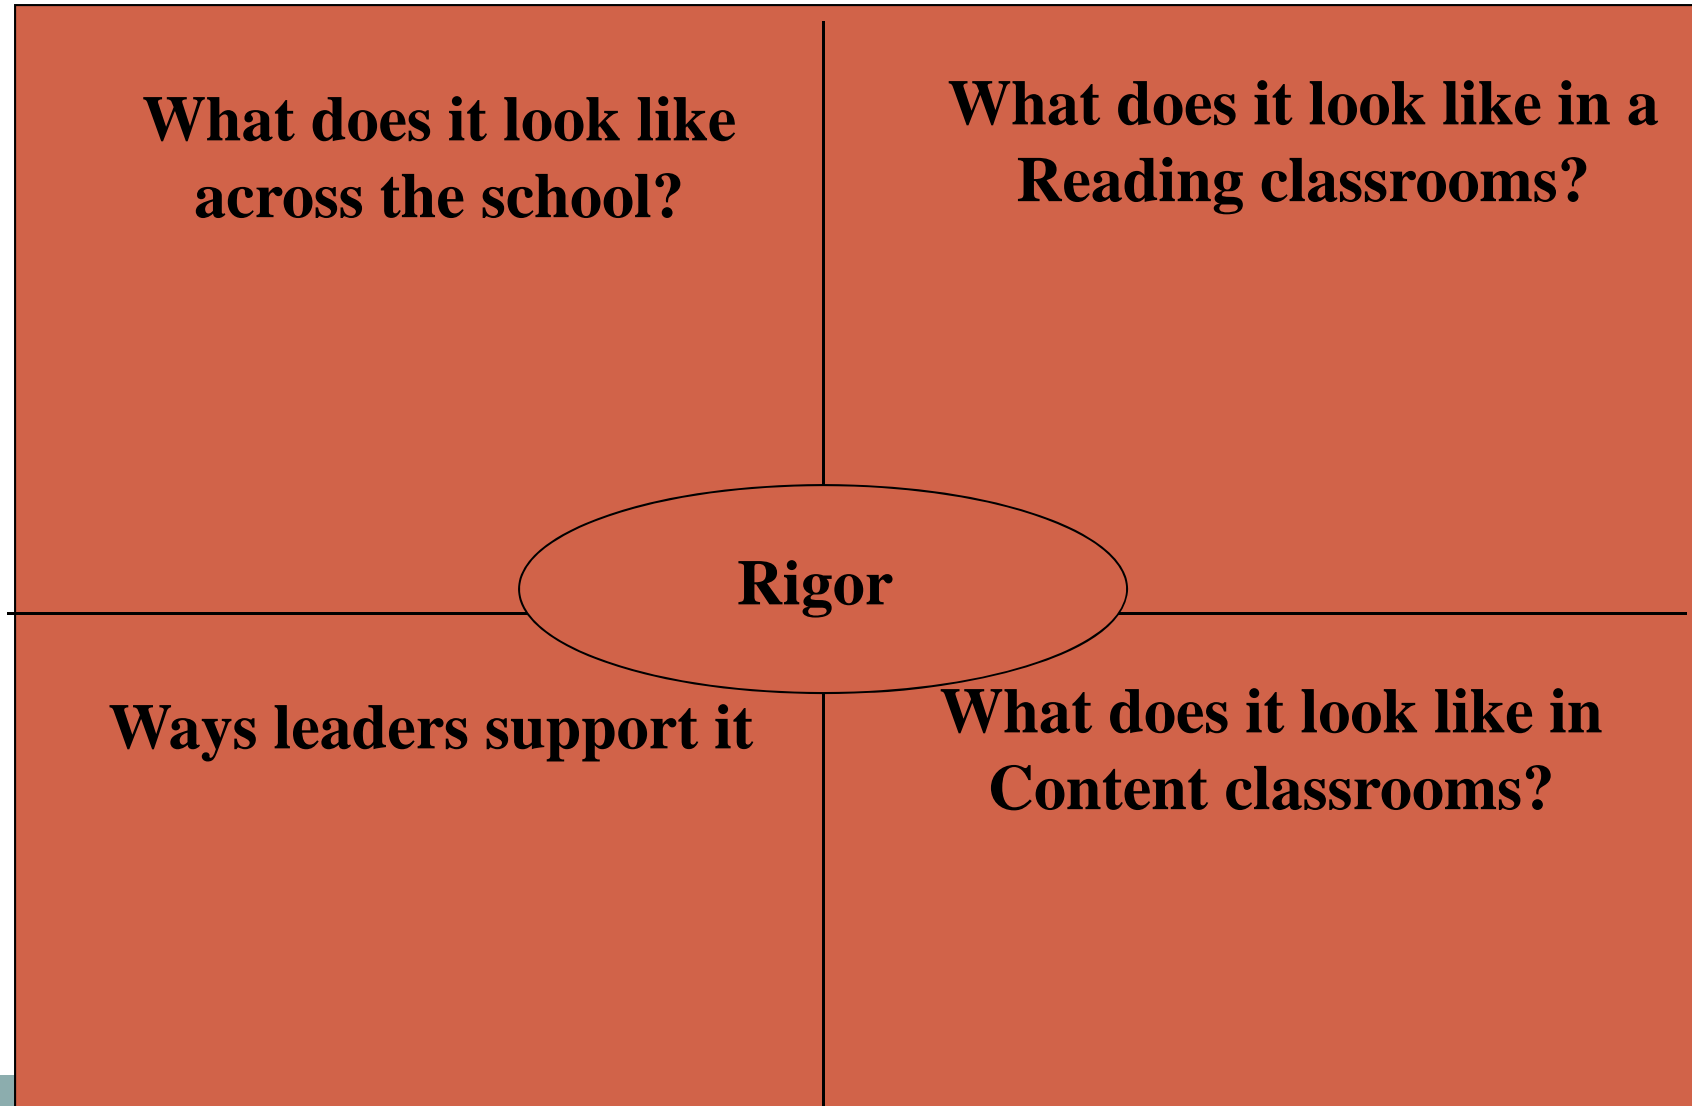 What does it look like
across the school?
What does it look like in a
Reading classrooms?
Rigor
Ways leaders support it
What does it look like in
Content classrooms?